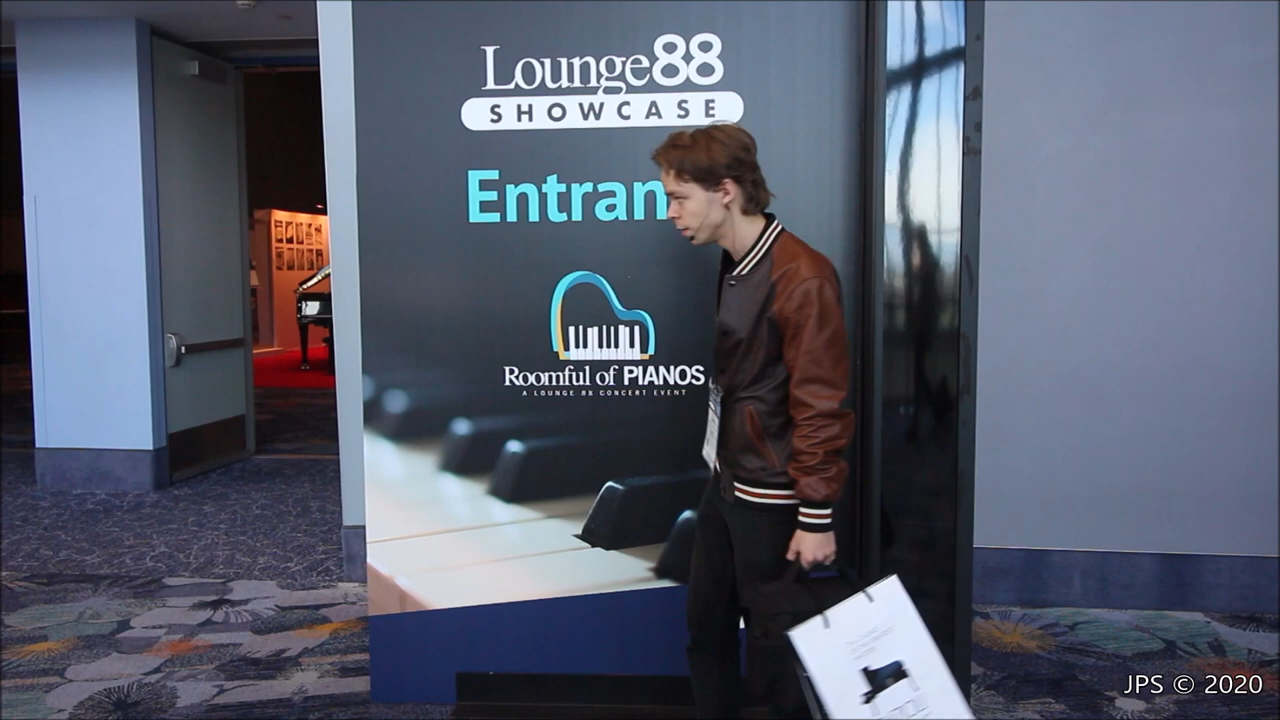 Lounge88
SHOWCASE
Entran
Roomful of PIANOS
A LOUNGE 88 CONCERT EVENT
JPS © 2020